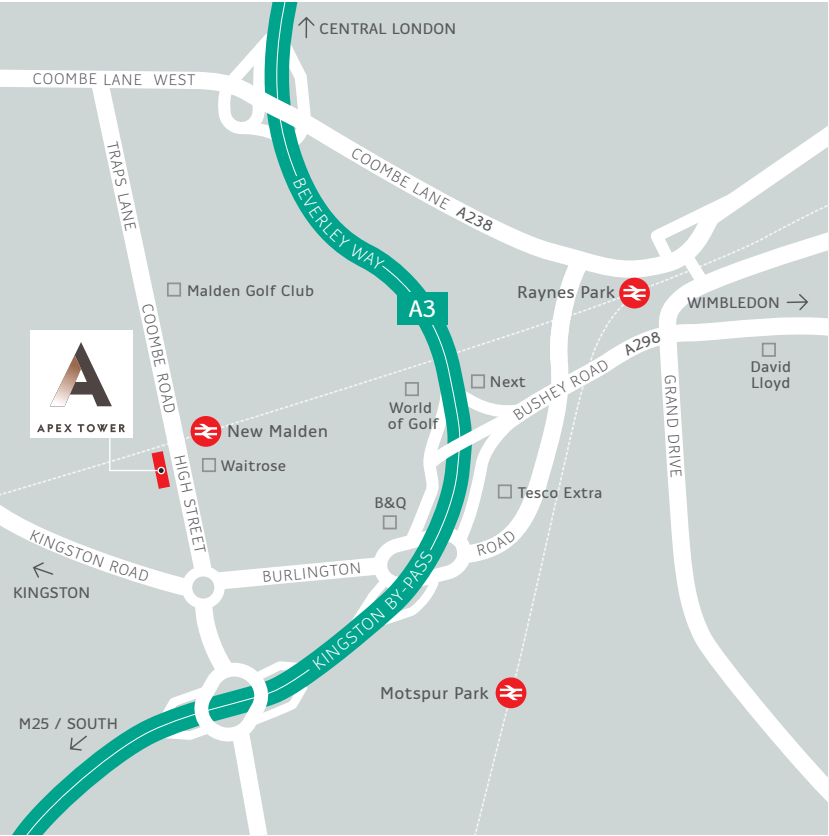 CENTRAL LONDON
COOMBE LANE WEST
TRAPS LANE
COOMBE LANE A238
BEVERLEY WAY
Malden Golf Club
Raynes Park
WIMBLEDON
A3
COOMBE ROAD
A298
BUSHEY ROAD
David
Lloyd
Next
World
of Golf
GRAND DRIVE
APEX TOWER
New Malden
Waitrose
HIGH STREET
Tesco Extra
B&Q
KINGSTON ROAD
BURLINGTON
ROAD
KINGSTON
KINGSTON BY-PASS
Motspur Park
M25 / SOUTH